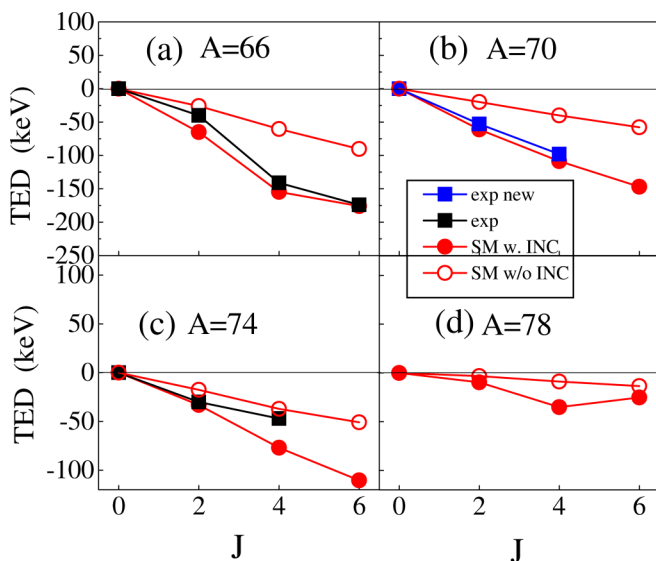 (a) A=66
(b) A=70
TED (keV)
100
50
0
-50
-100
-150
-200
-250
exp new
exp
SM w. INC
SM w/o INC
(c) A=74
(d) A=78
TED (keV)
100
50
0
-50
-100
0 2 4 6
0 2 4 6
J
J